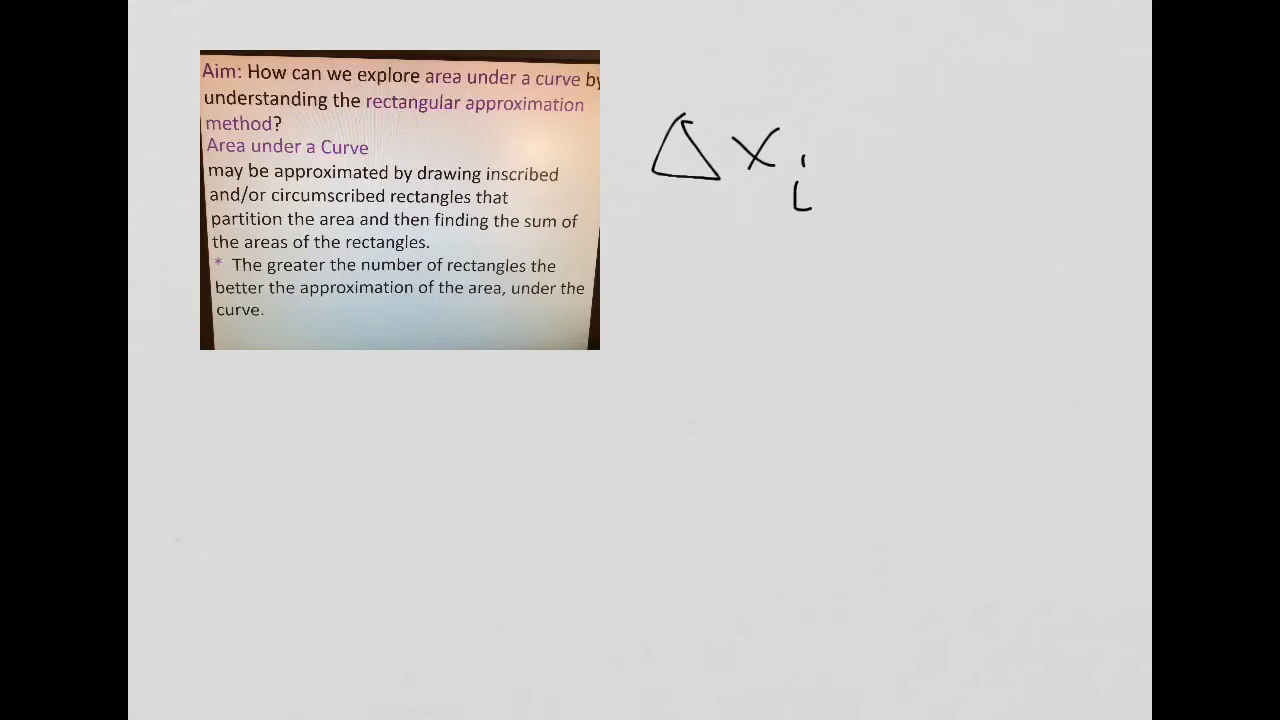 Aim: How can we explore area under a curve by
understanding the rectangular approximation
method?
Area under a Curve
may be approximated by drawing inscribed
and/or circumscribed rectangles that
partition the area and then finding the sum of
the areas of the rectangles.
* The greater the number of rectangles the
better the approximation of the area, under the
curve.
Δxᵢ